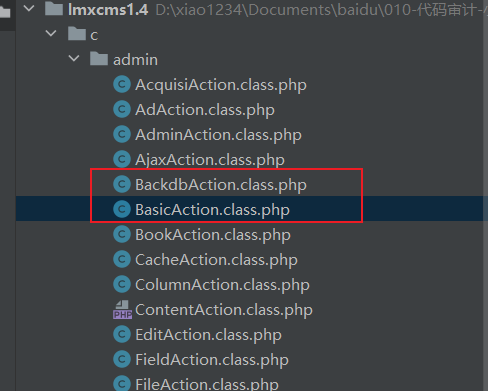 lmxcms1.4 D:\xiao1234\Documents\baidu\010-代码审计-
c
admin
AcquisiAction.class.php
AdAction.class.php
AdminAction.class.php
AjaxAction.class.php
BackdbAction.class.php
BasicAction.class.php
BookAction.class.php
CacheAction.class.php
ColumnAction.class.php
PHP ContentAction.class.php
EditAction.class.php
FieldAction.class.php
FileAction.class.php